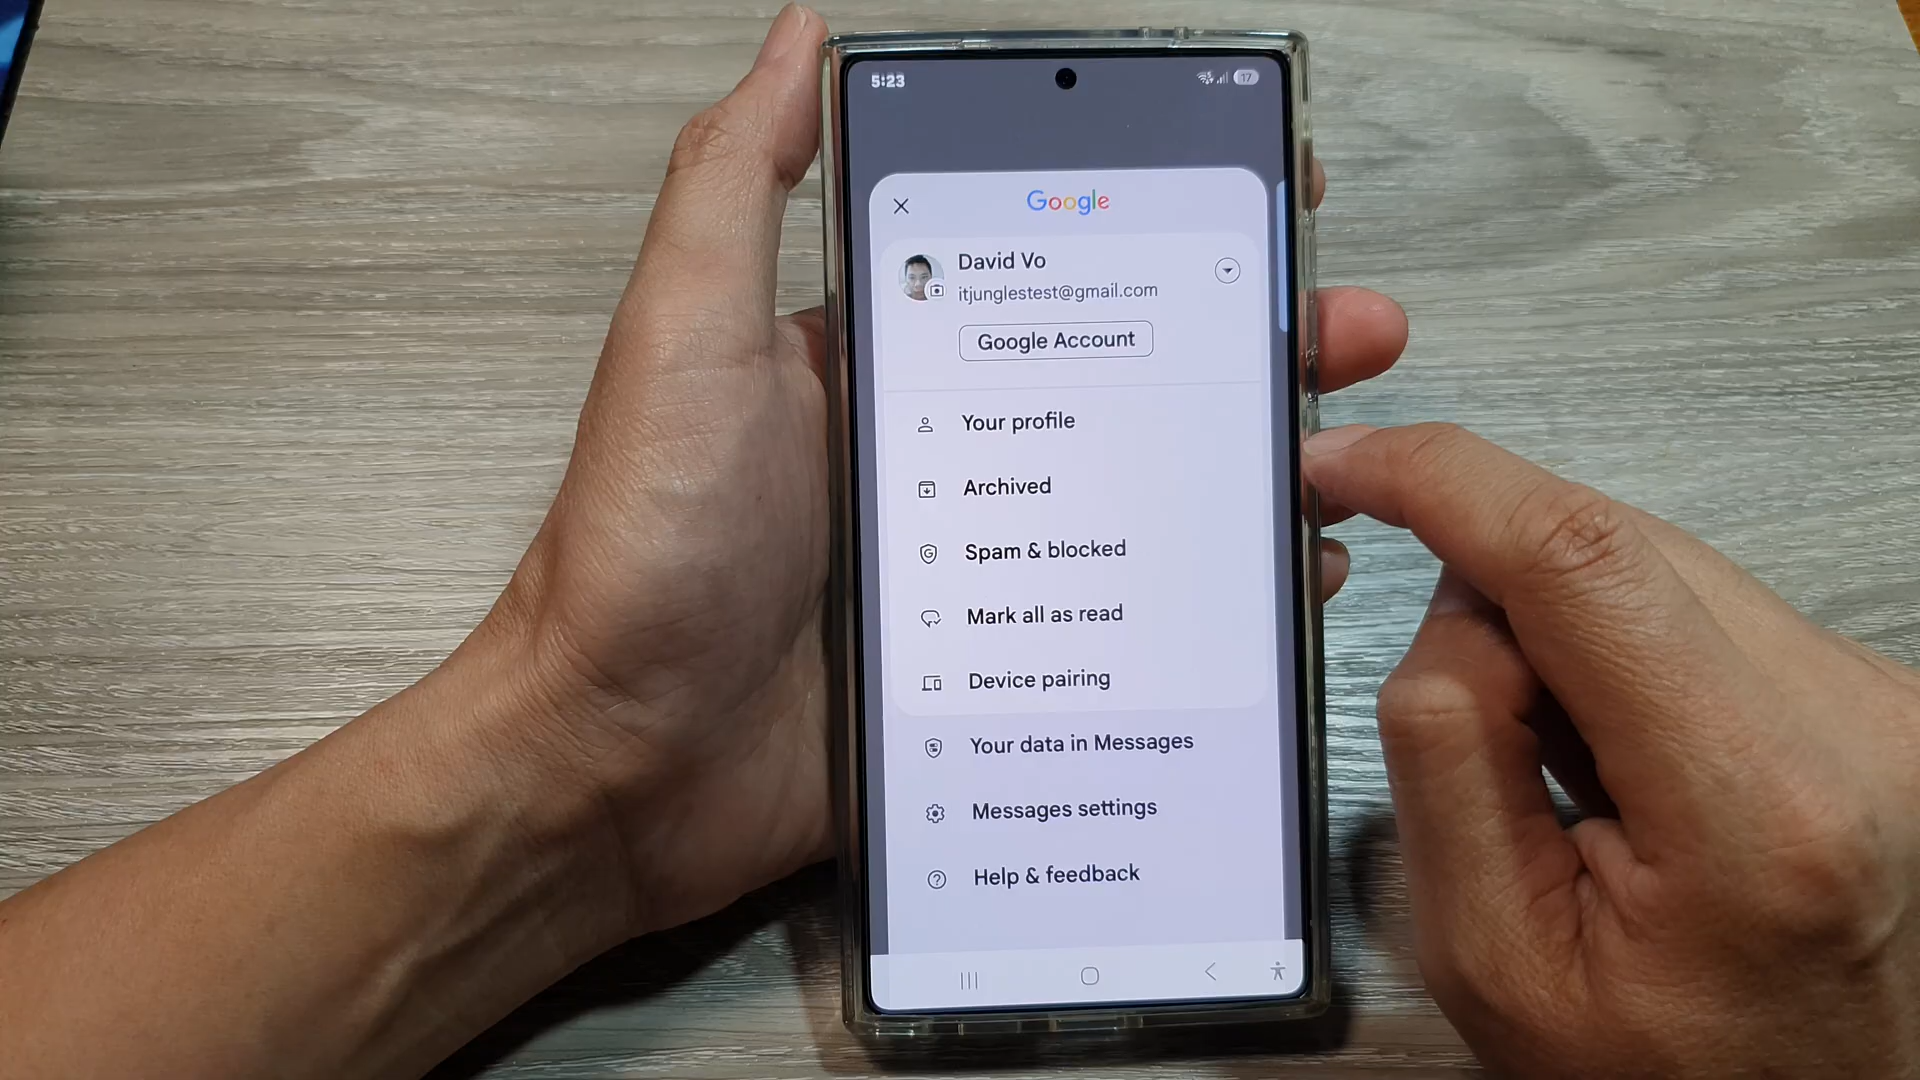 5:23
17
Google
David Vo
itjunglestest@gmail.com
Google Account
Your profile
Archived
Spam & blocked
Mark all as read
Device pairing
Your data in Messages
Messages settings
Help & feedback